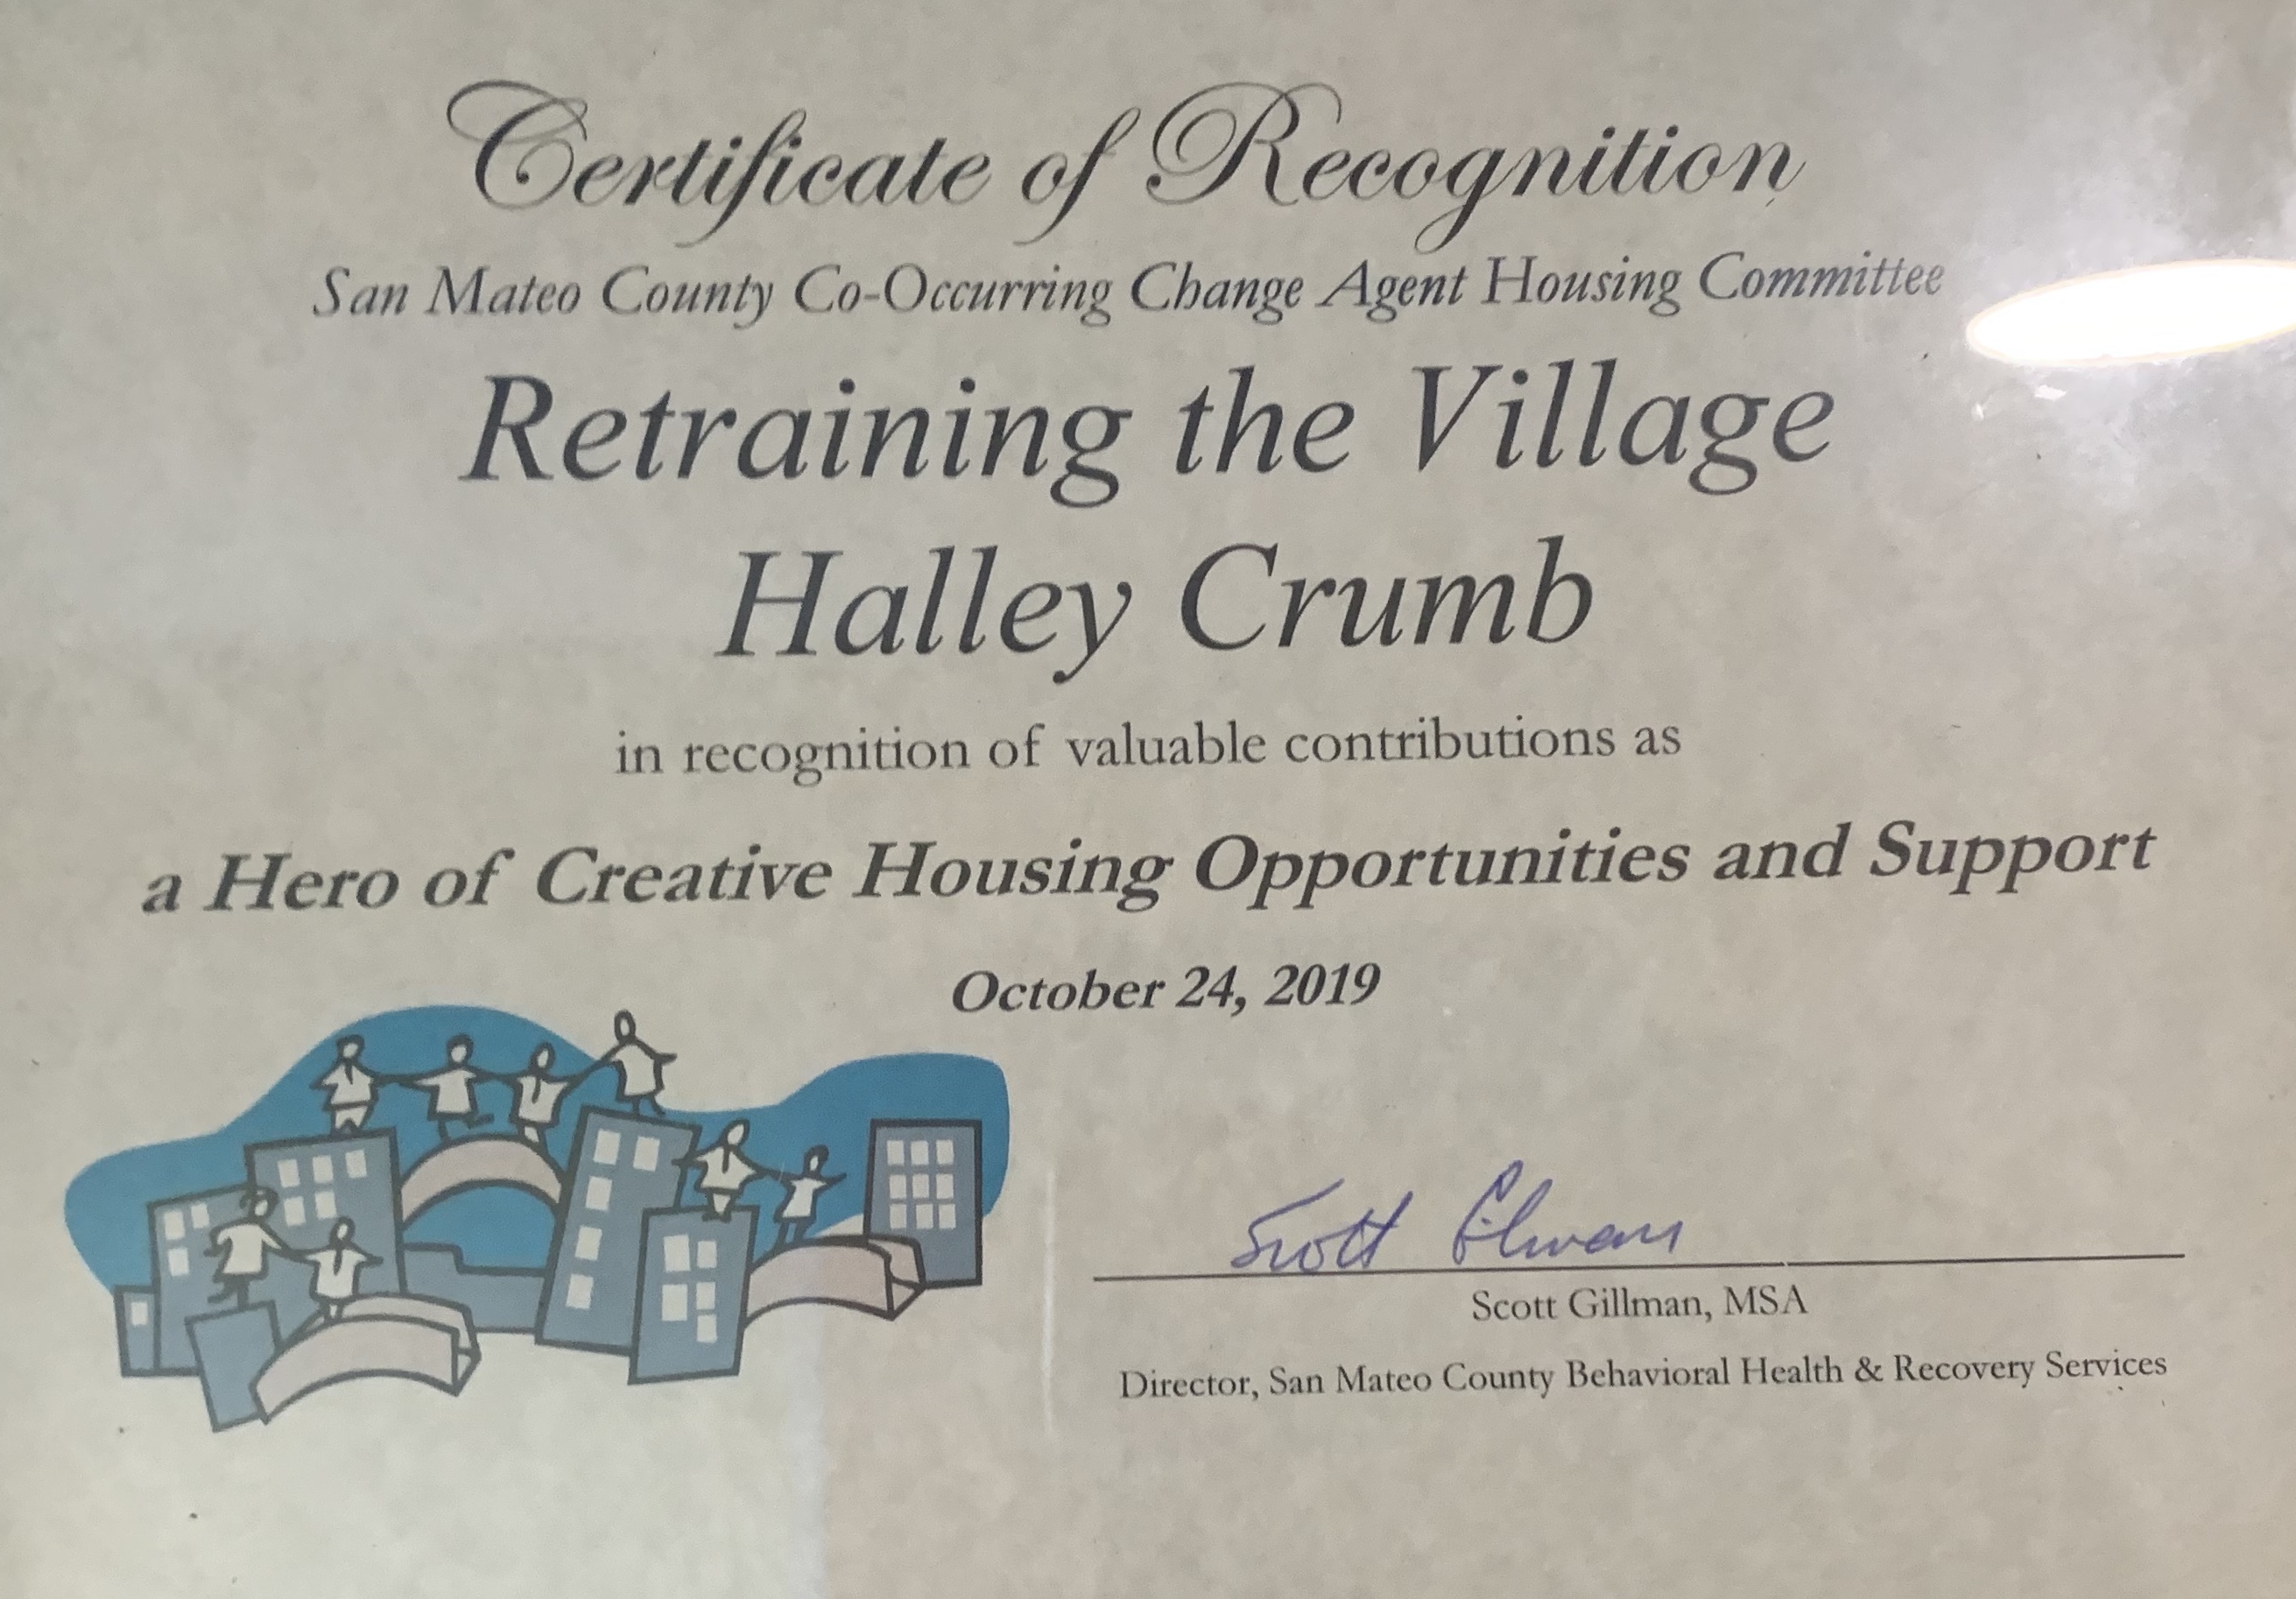 Certificate of Recognition
San Mateo County Co-Occurring Change Agent Housing Committee
Retraining the Village
Halley Crumb
in recognition of valuable contributions as
a Hero of Creative Housing Opportunities and Support
October 24, 2019
Scott Gilman
Scott Gillman, MSA
Director, San Mateo County Behavioral Health & Recovery Services